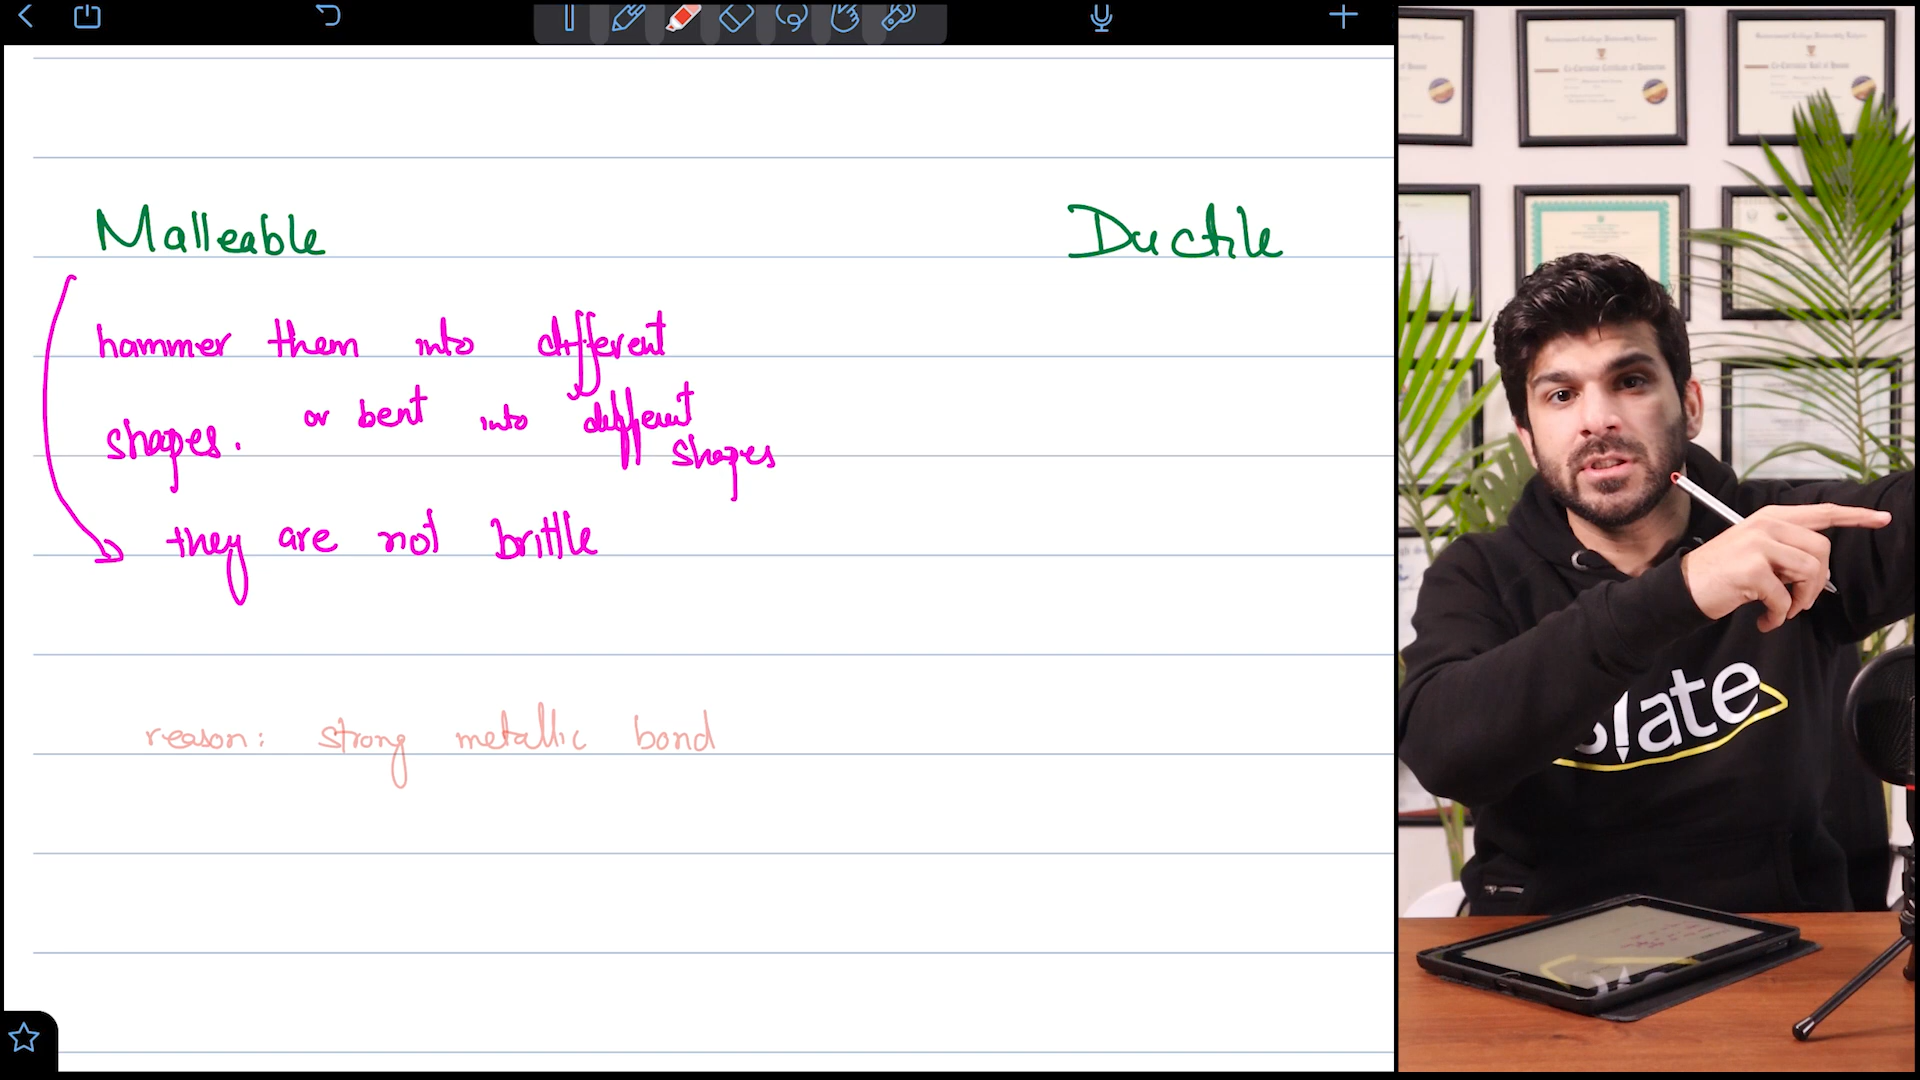 Malleable
Ductile
hammer them into different
shapes. or bent into different
shapes
they are not brittle
reason: strong metallic bond
slate